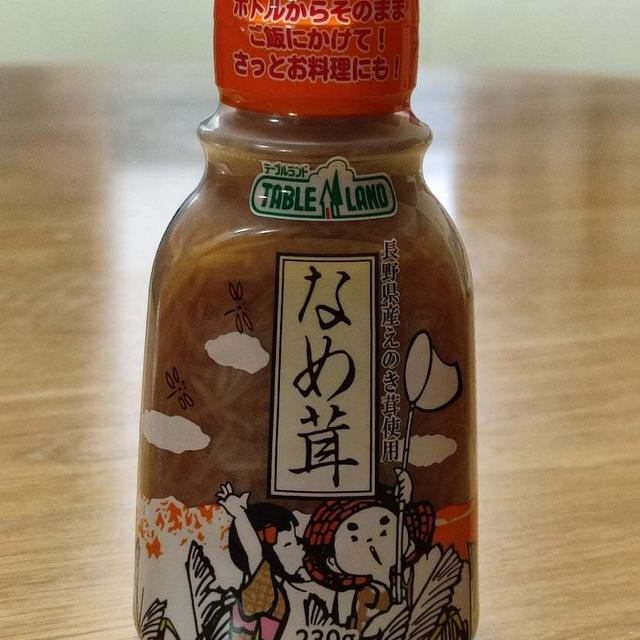 ボトルからそのまま
ご飯にかけて！
さっとお料理にも！
テーブルランド
TABLE LAND
長野県産えのき茸使用
なめ茸
230g